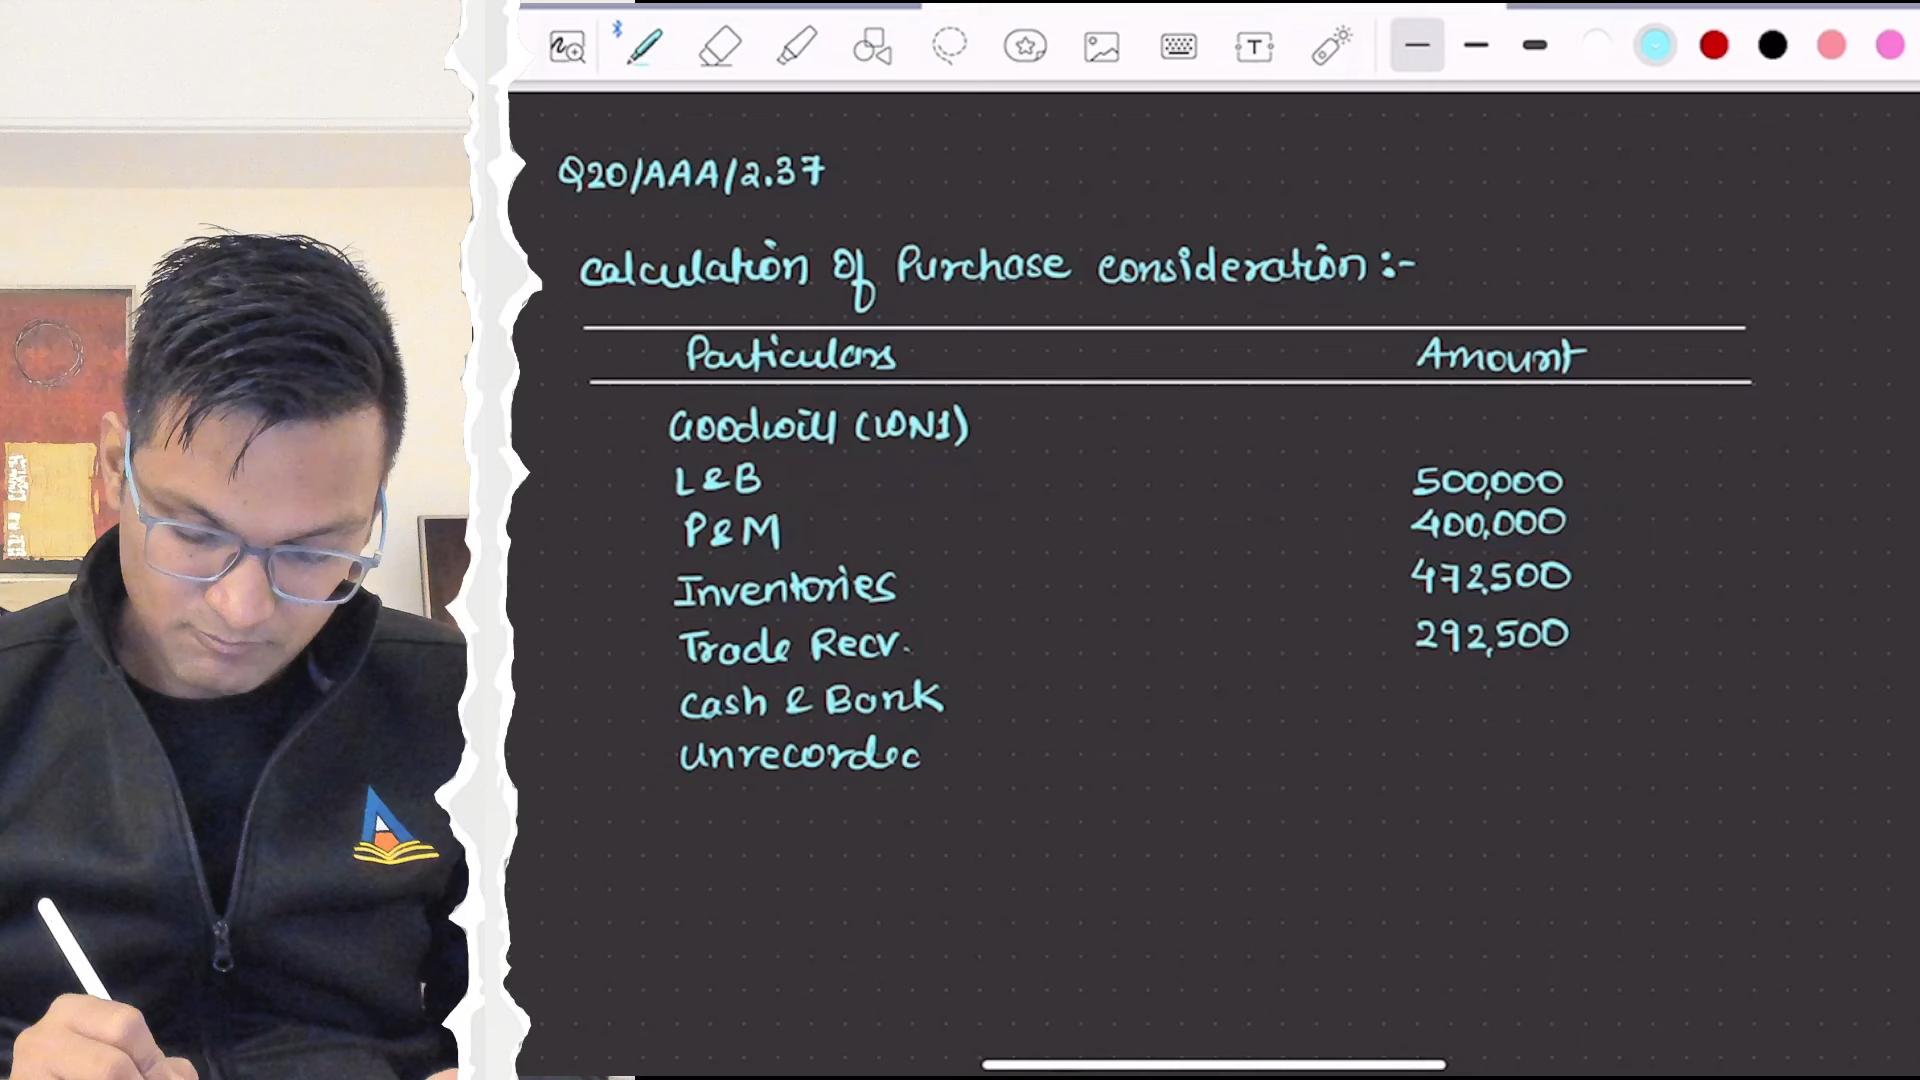 T
Q20/AAA/2.37
Calculation of Purchase consideration :-
Particulars Amount
Goodwill (WN1)
L & B 500,000
P & M 400,000
Inventories 472,500
Trade Recv. 292,500
Cash & Bank
Unrecordec